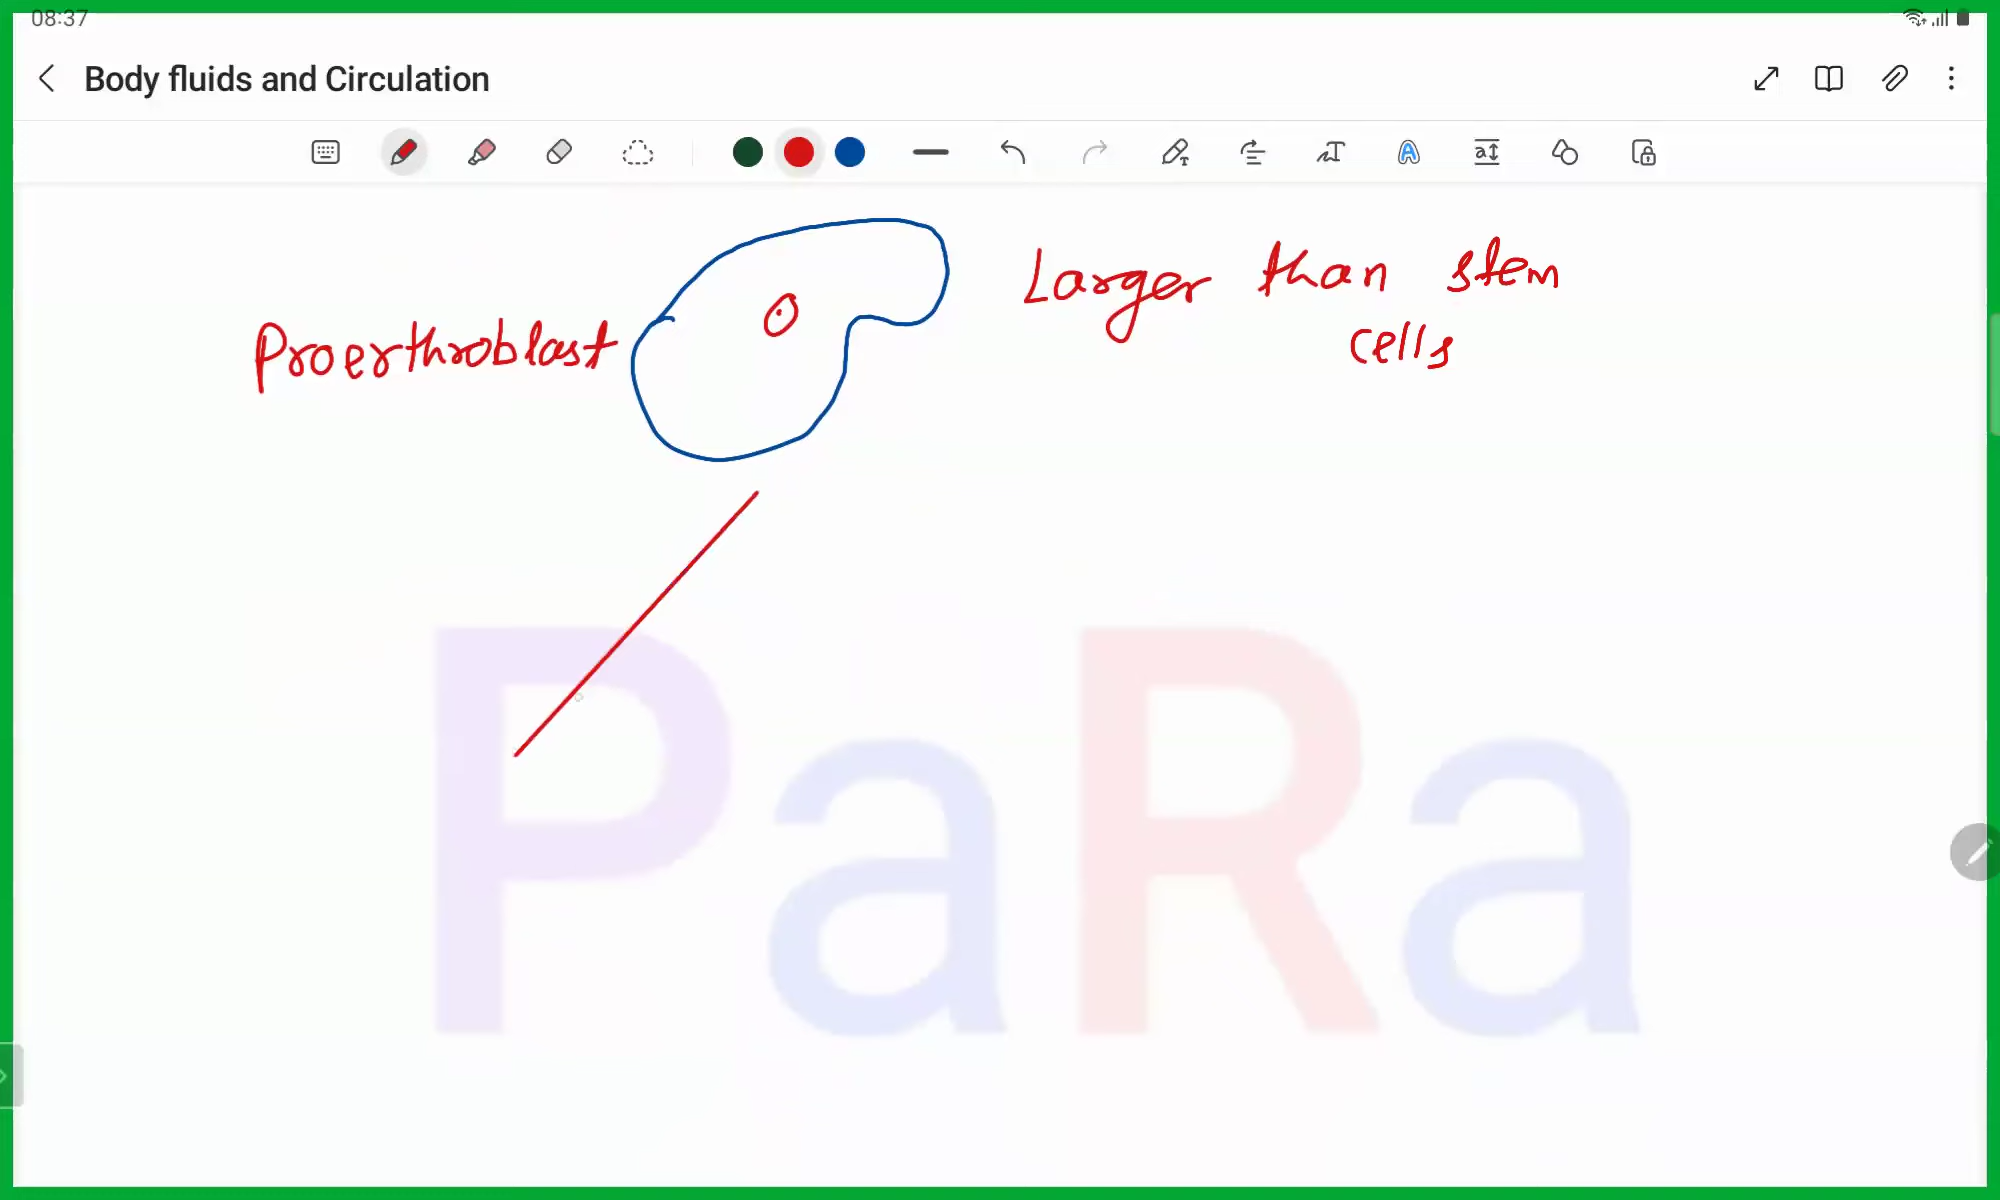 08:37
Body fluids and Circulation
Larger than stem
cells
Proerthroblast
PaRa